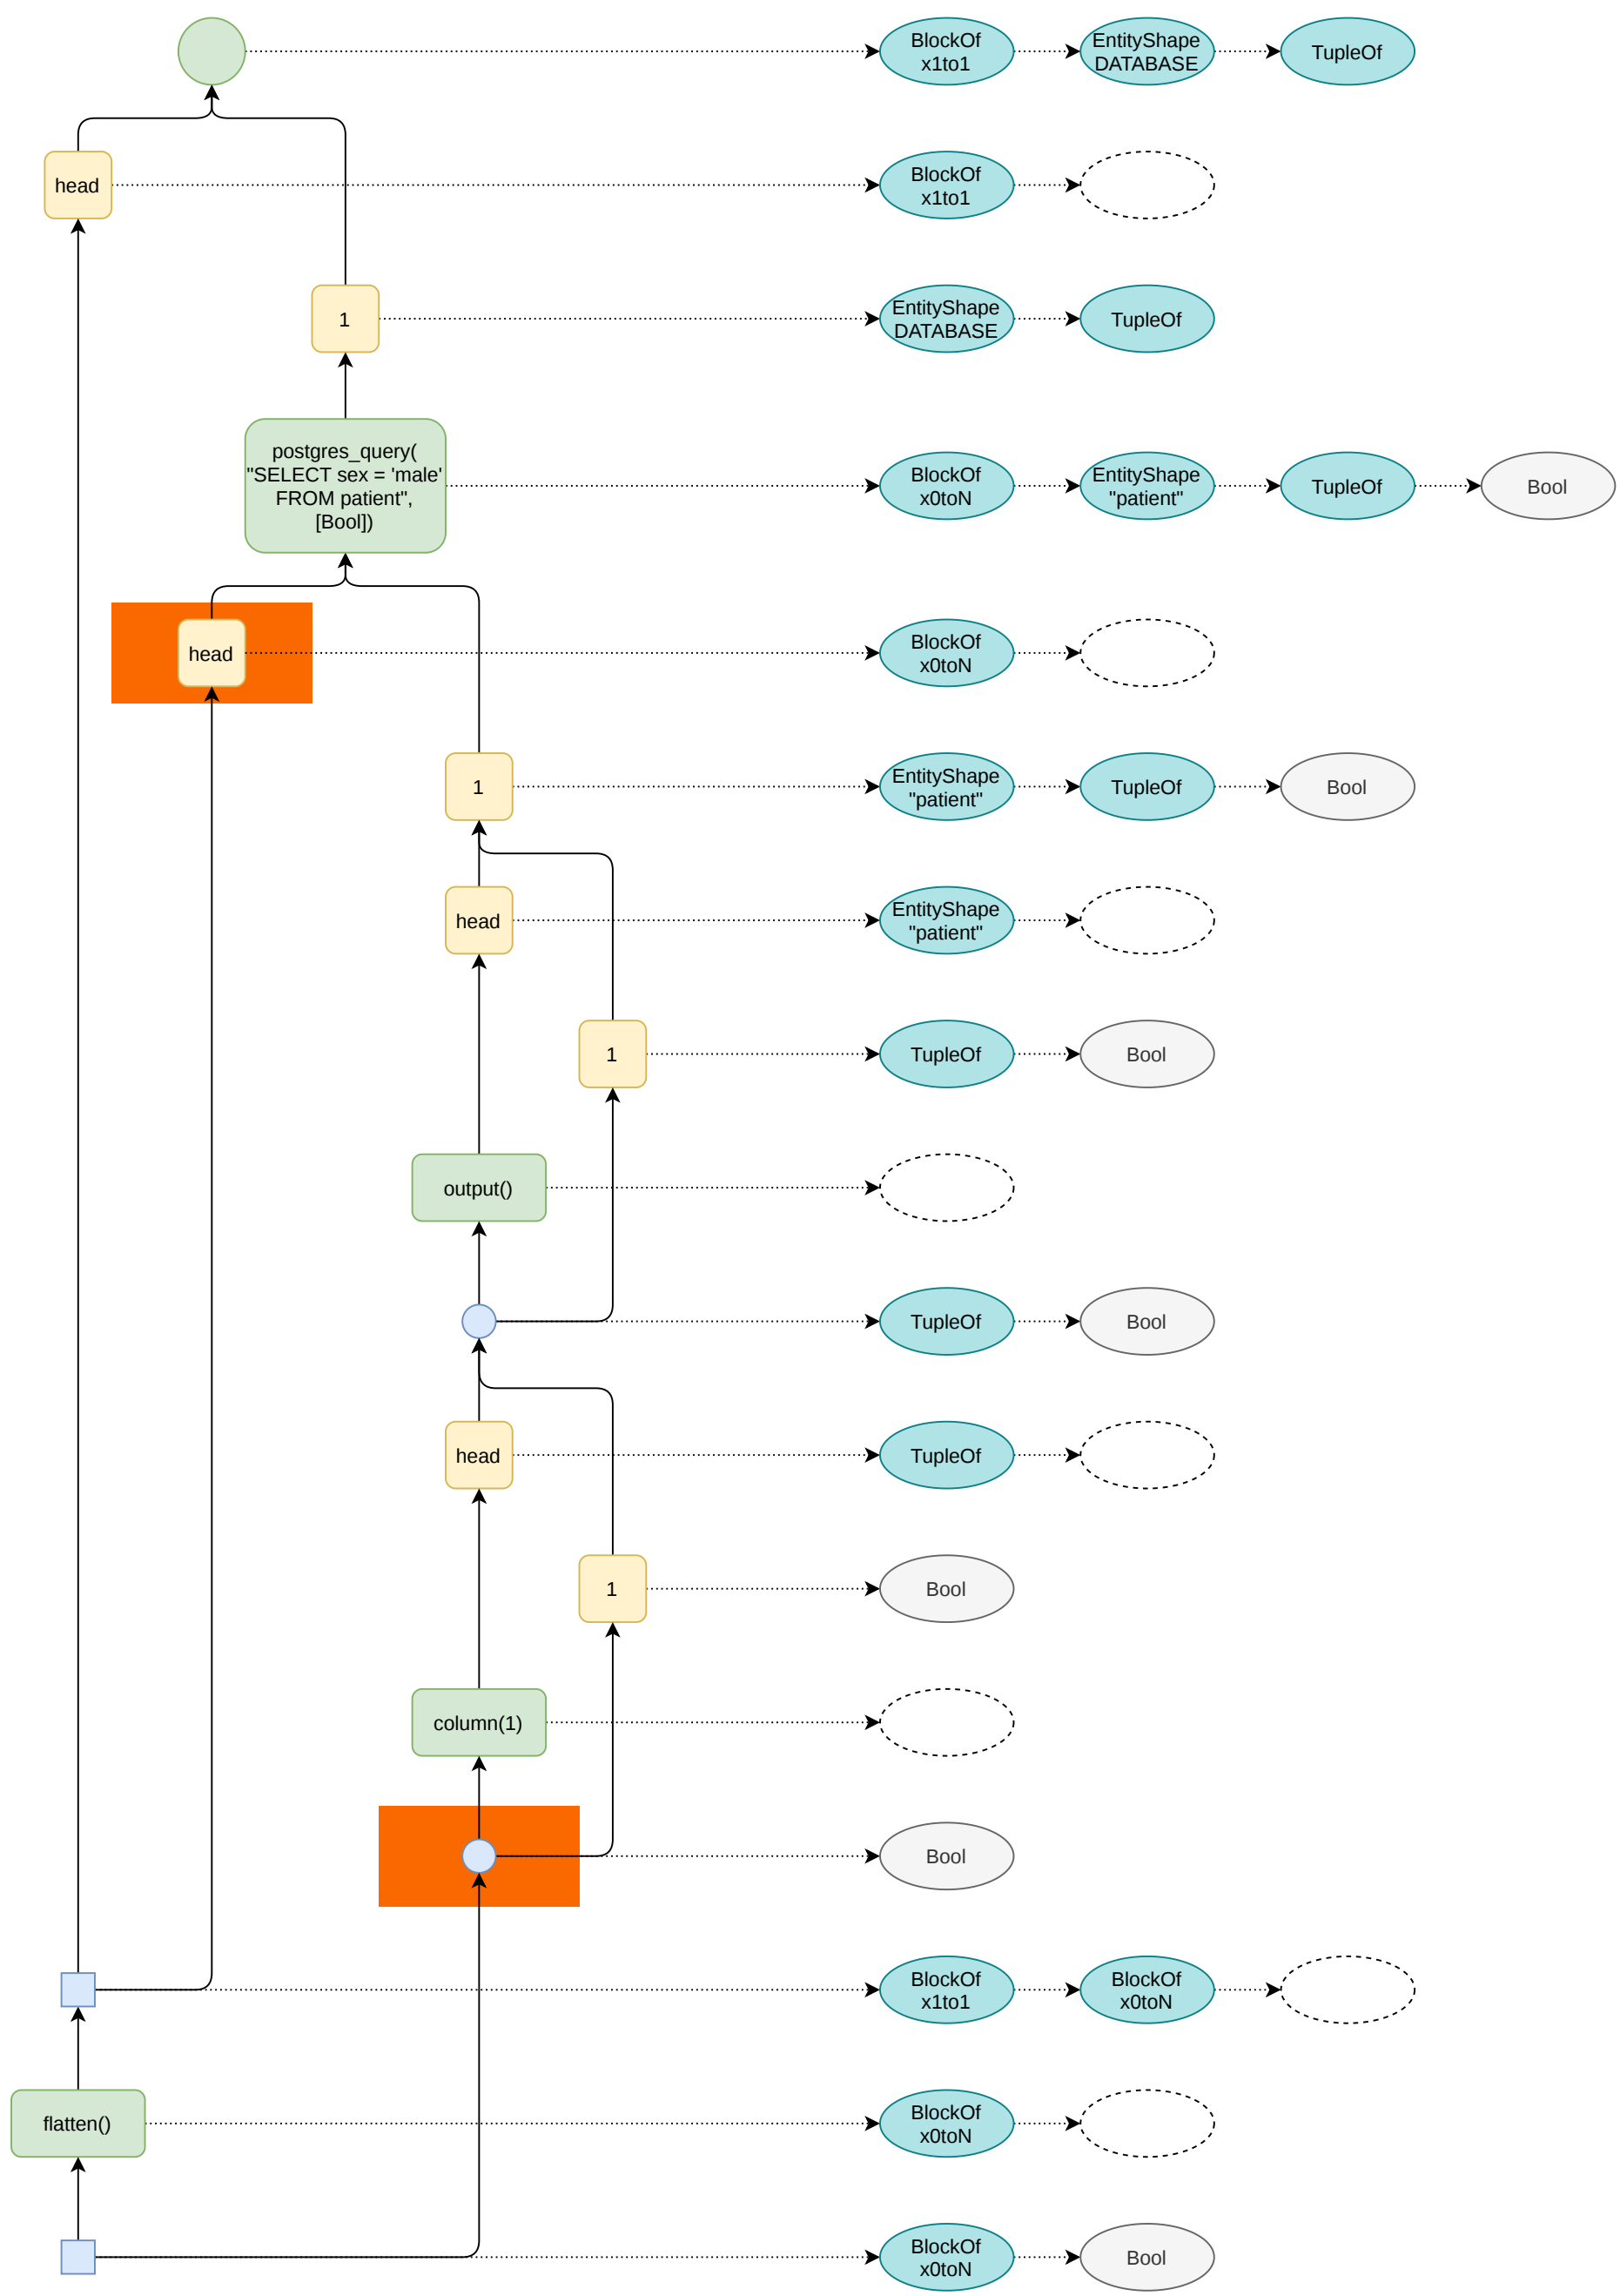 BlockOf
x1to1
EntityShape
DATABASE
TupleOf
head
BlockOf
x1to1
1
EntityShape
DATABASE
TupleOf
postgres_query(
"SELECT sex = 'male'
FROM patient",
[Bool])
BlockOf
x0toN
EntityShape
"patient"
TupleOf
Bool
head
BlockOf
x0toN
1
EntityShape
"patient"
TupleOf
Bool
head
EntityShape
"patient"
1
TupleOf
Bool
output()
TupleOf
Bool
head
TupleOf
1
Bool
column(1)
Bool
BlockOf
x1to1
BlockOf
x0toN
flatten()
BlockOf
x0toN
BlockOf
x0toN
Bool